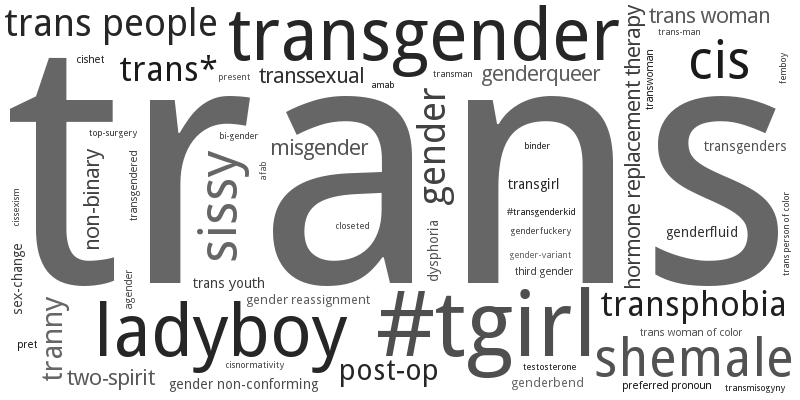 trans people
transgender
trans woman
trans-man
cishet
trans*
present
transsexual
amab
transman
genderqueer
hormone replacement therapy
transwoman
cis
femboy
trans
top-surgery
bi-gender
misgender
gender
binder
transgenders
non-binary
transgendered
sissy
afab
transgirl
cissexism
closeted
dysphoria
#transgenderkid
genderfuckery
genderfluid
trans person of color
gender-variant
third gender
sex-change
agender
trans youth
gender reassignment
tranny
ladyboy
#tgirl
transphobia
pret
trans woman of color
shemale
two-spirit
cisnormativity
gender non-conforming
post-op
testosterone
genderbend
preferred pronoun
transmisogyny